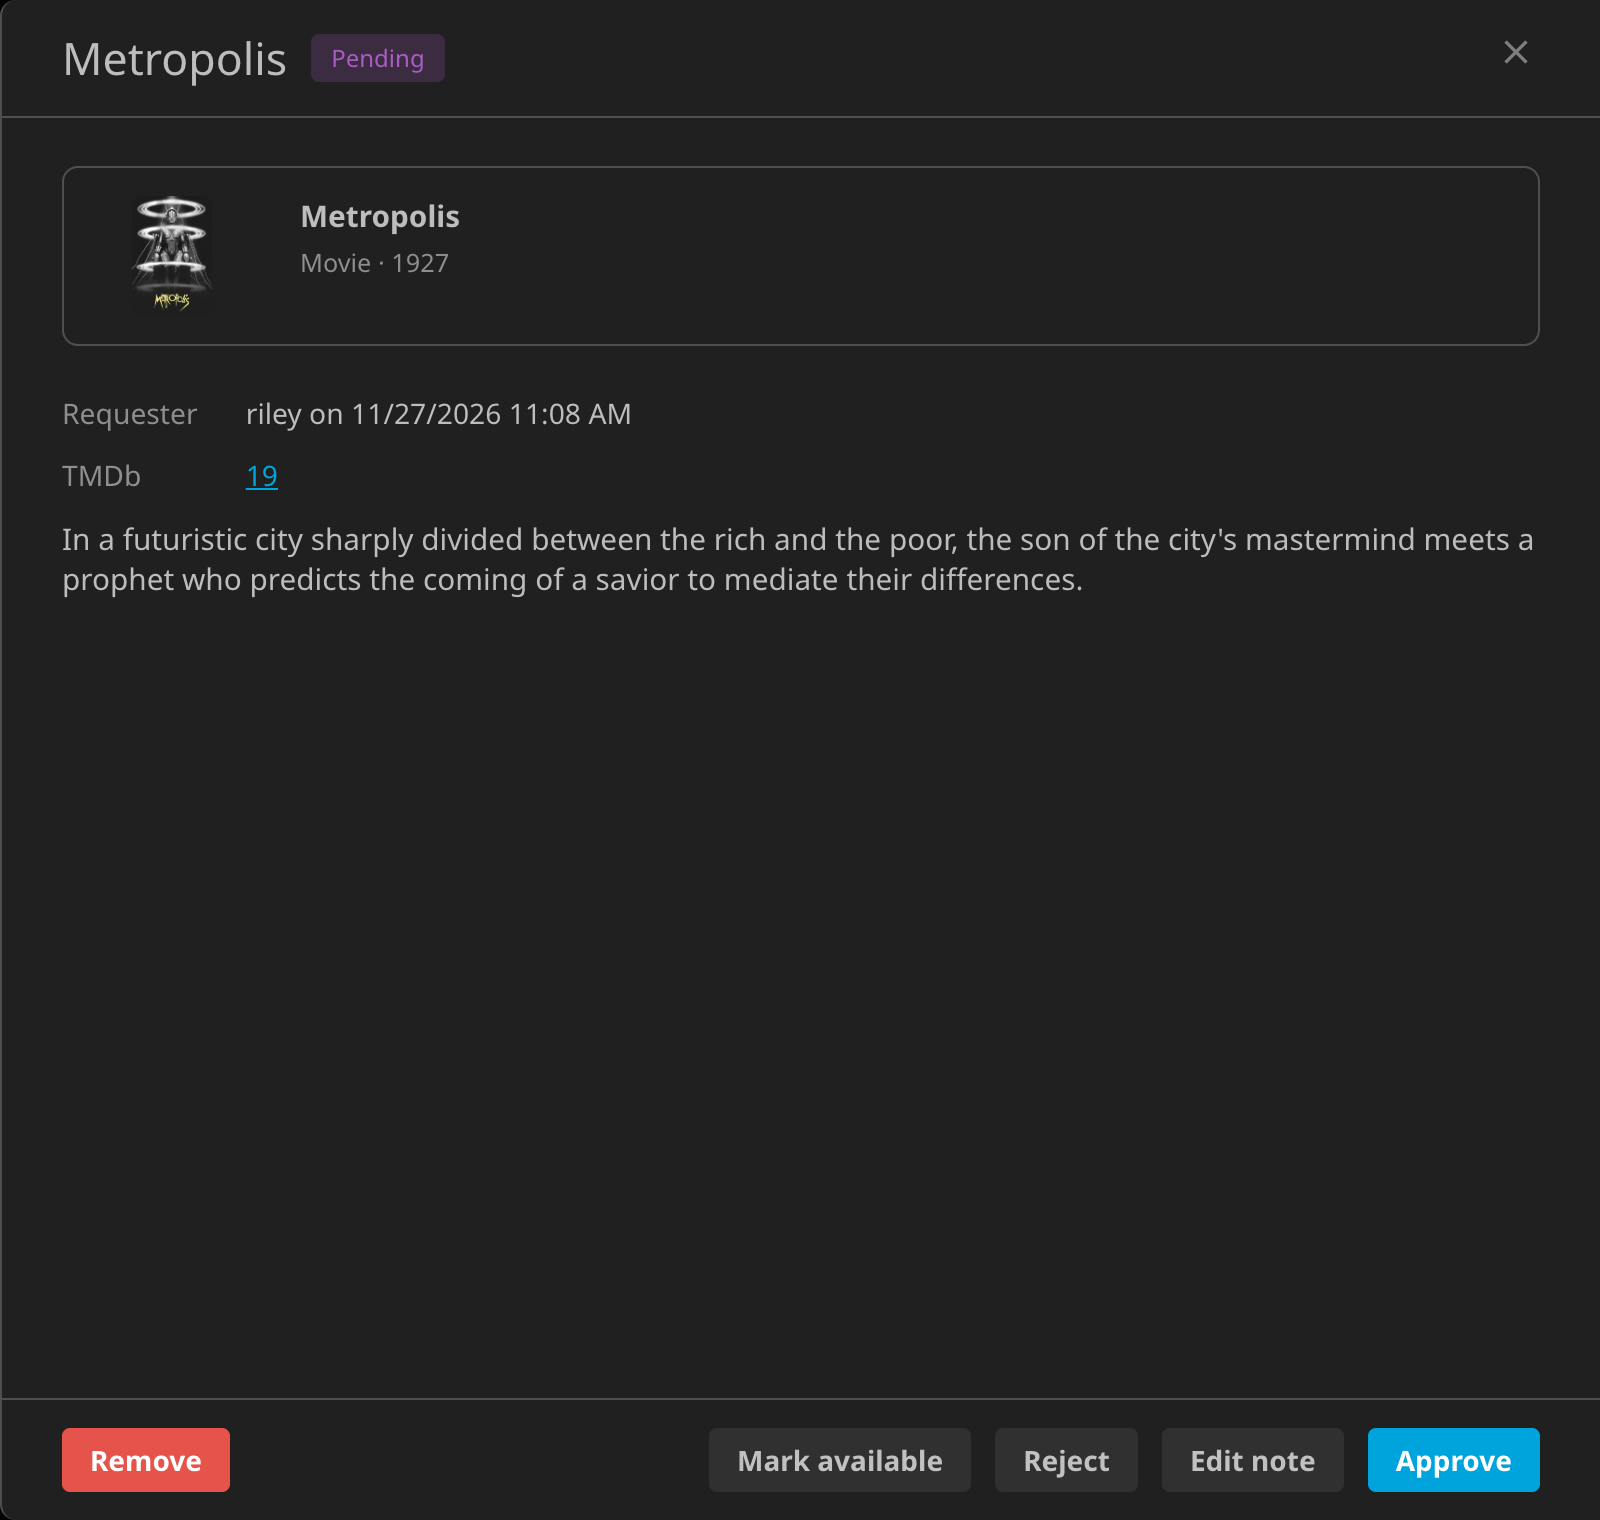 Metropolis
Pending
METROPOLIS
Metropolis
Movie · 1927
Requester riley on 11/27/2026 11:08 AM
TMDb 19
In a futuristic city sharply divided between the rich and the poor, the son of the city's mastermind meets a
prophet who predicts the coming of a savior to mediate their differences.
Remove Mark available Reject Edit note Approve